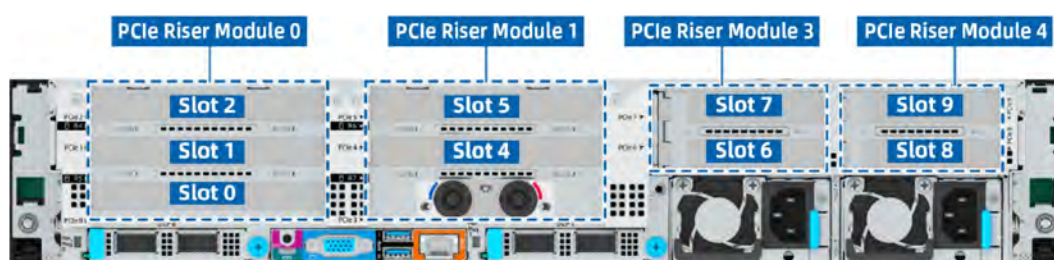 PCIe Riser Module 0
PCIe Riser Module 1
PCIe Riser Module 3
PCIe Riser Module 4
Slot 2
Slot 5
Slot 7
Slot 9
Slot 1
Slot 4
Slot 6
Slot 8
Slot 0